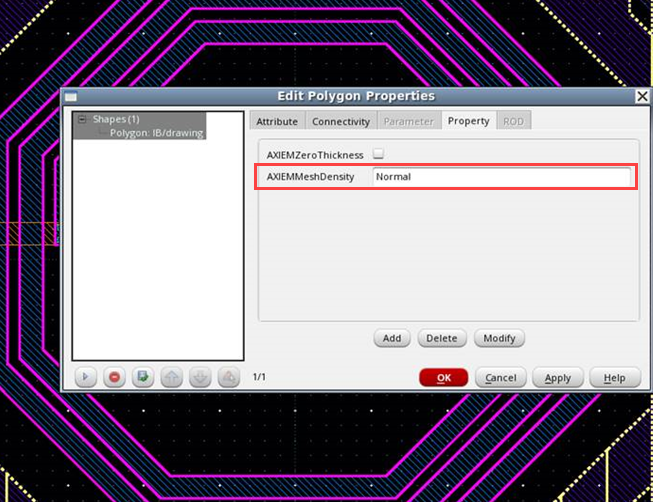 Edit Polygon Properties
Shapes (1)
Polygon: IB/drawing
Attribute Connectivity Parameter Property ROD
AXIEMZeroThickness
AXIEMMeshDensity Normal
Add Delete Modify
1/1
OK Cancel Apply Help